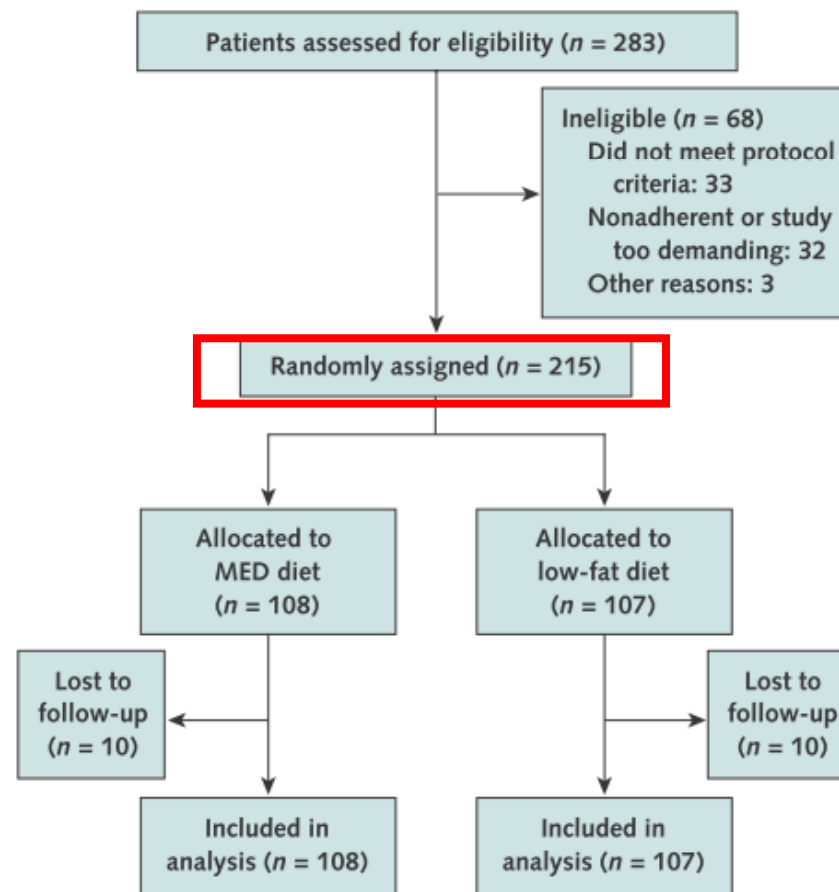 Patients assessed for eligibility (n = 283)
Ineligible (n = 68)
Did not meet protocol
criteria: 33
Nonadherent or study
too demanding: 32
Other reasons: 3
Randomly assigned (n = 215)
Allocated to
MED diet
(n = 108)
Allocated to
low-fat diet
(n = 107)
Lost to
follow-up
(n = 10)
Lost to
follow-up
(n = 10)
Included in
analysis (n = 108)
Included in
analysis (n = 107)